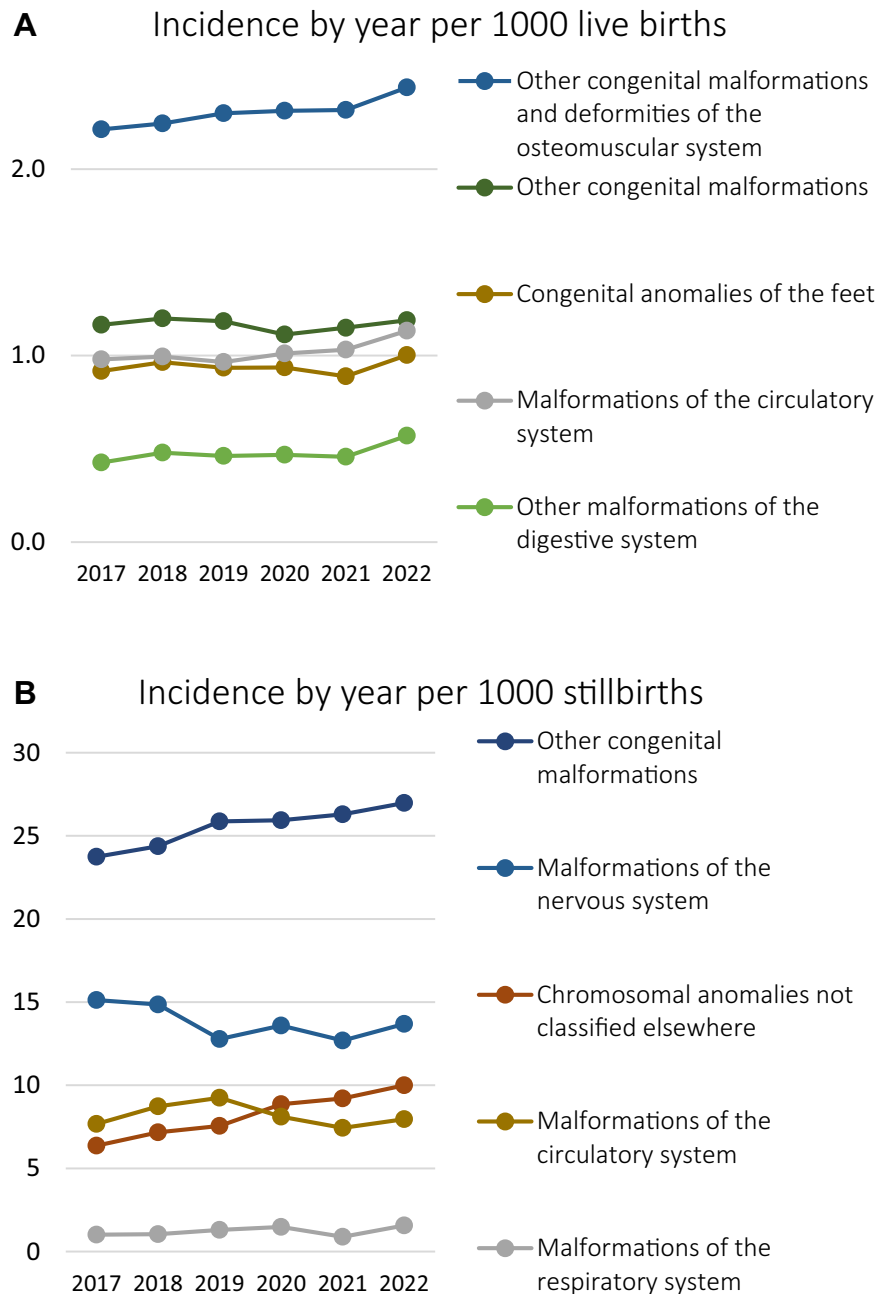 A
Incidence by year per 1000 live births
2.0
1.0
0.0
2017 2018 2019 2020 2021 2022
Other congenital malformations
and deformities of the
osteomuscular system
Other congenital malformations
Congenital anomalies of the feet
Malformations of the circulatory
system
Other malformations of the
digestive system
B
Incidence by year per 1000 stillbirths
30
25
20
15
10
5
0
2017 2018 2019 2020 2021 2022
Other congenital
malformations
Malformations of the
nervous system
Chromosomal anomalies not
classified elsewhere
Malformations of the
circulatory system
Malformations of the
respiratory system